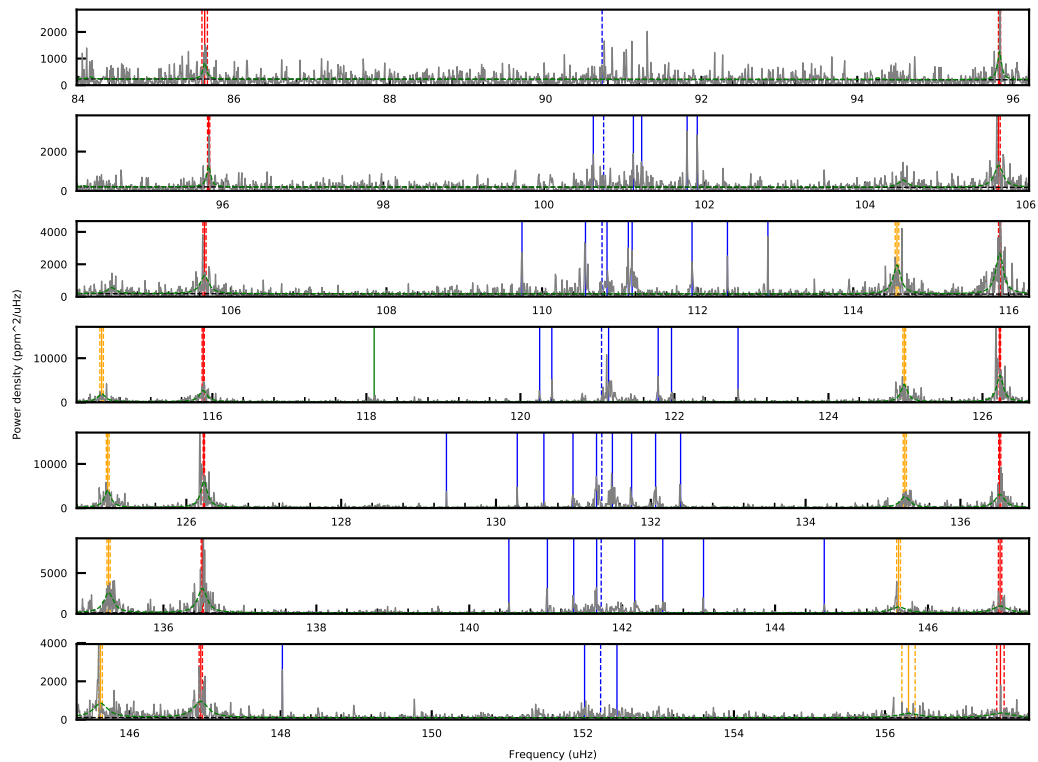 2000
1000
0
84 86 88 90 92 94 96
2000
0
96 98 100 102 104 106
4000
2000
0
106 108 110 112 114 116
10000
0
116 118 120 122 124 126
10000
0
126 128 130 132 134 136
5000
0
136 138 140 142 144 146
4000
2000
0
146 148 150 152 154 156
Power density (ppm^2/uHz)
Frequency (uHz)